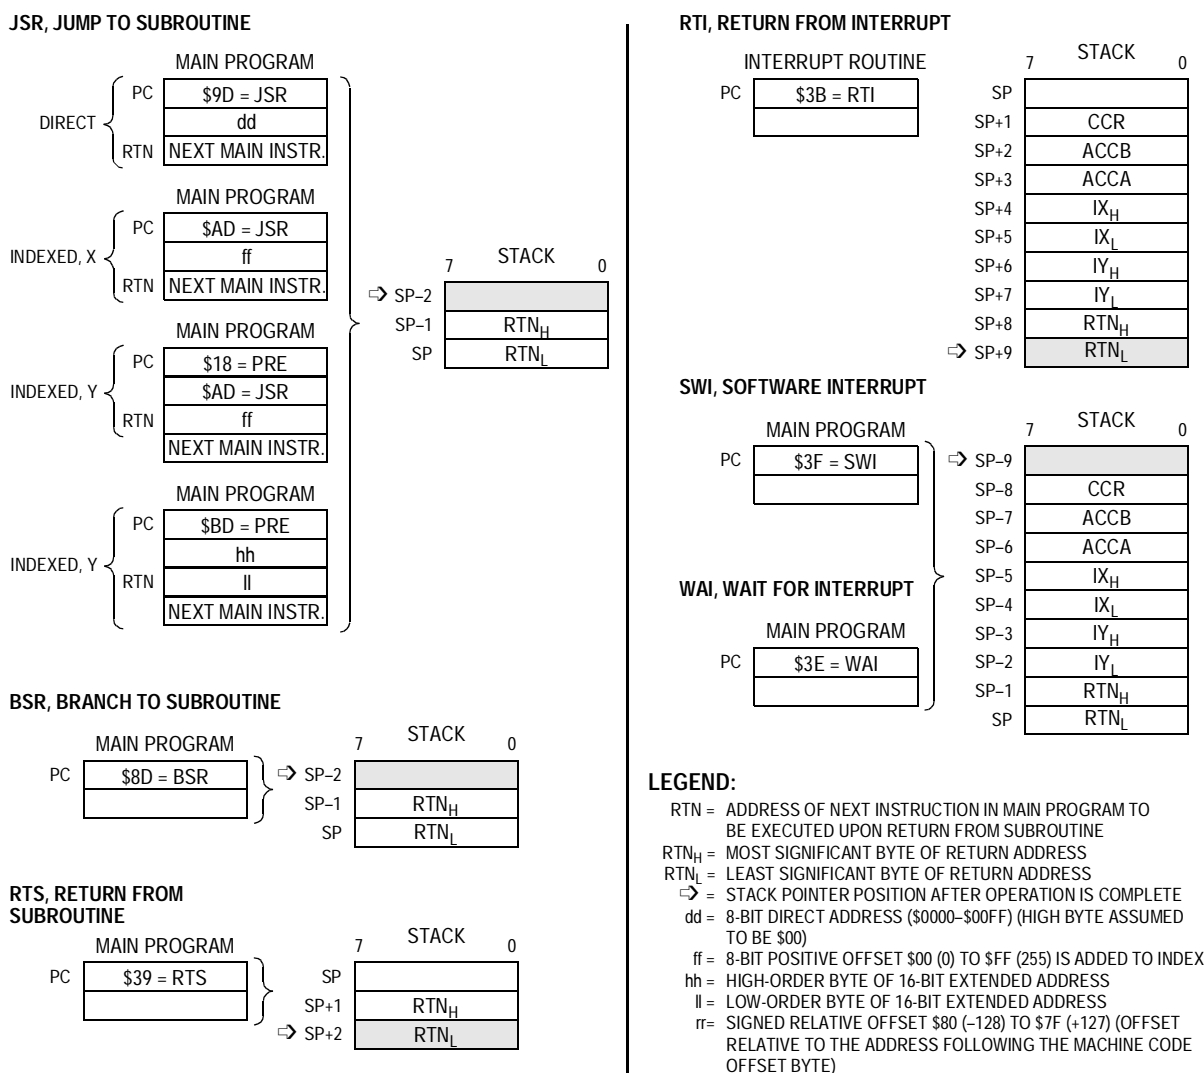 JSR, JUMP TO SUBROUTINE
MAIN PROGRAM
DIRECT
PC $9D = JSR
dd
RTN NEXT MAIN INSTR.
MAIN PROGRAM
INDEXED, X
PC $AD = JSR
ff
RTN NEXT MAIN INSTR.
MAIN PROGRAM
INDEXED, Y
PC $18 = PRE
$AD = JSR
RTN ff
NEXT MAIN INSTR.
MAIN PROGRAM
INDEXED, Y
PC $BD = PRE
hh
RTN ll
NEXT MAIN INSTR.
7 STACK 0
➩ SP–2
SP–1 RTNH
SP RTNL
BSR, BRANCH TO SUBROUTINE
MAIN PROGRAM
PC $8D = BSR
7 STACK 0
➩ SP–2
SP–1 RTNH
SP RTNL
RTS, RETURN FROM
SUBROUTINE
MAIN PROGRAM
PC $39 = RTS
7 STACK 0
SP
SP+1 RTNH
➩ SP+2 RTNL
RTI, RETURN FROM INTERRUPT
INTERRUPT ROUTINE
PC $3B = RTI
7 STACK 0
SP
SP+1 CCR
SP+2 ACCB
SP+3 ACCA
SP+4 IXH
SP+5 IXL
SP+6 IYH
SP+7 IYL
SP+8 RTNH
➩ SP+9 RTNL
SWI, SOFTWARE INTERRUPT
MAIN PROGRAM
PC $3F = SWI
WAI, WAIT FOR INTERRUPT
MAIN PROGRAM
PC $3E = WAI
7 STACK 0
➩ SP–9
SP–8 CCR
SP–7 ACCB
SP–6 ACCA
SP–5 IXH
SP–4 IXL
SP–3 IYH
SP–2 IYL
SP–1 RTNH
SP RTNL
LEGEND:
RTN = ADDRESS OF NEXT INSTRUCTION IN MAIN PROGRAM TO
BE EXECUTED UPON RETURN FROM SUBROUTINE
RTNH = MOST SIGNIFICANT BYTE OF RETURN ADDRESS
RTNL = LEAST SIGNIFICANT BYTE OF RETURN ADDRESS
➩ = STACK POINTER POSITION AFTER OPERATION IS COMPLETE
dd = 8-BIT DIRECT ADDRESS ($0000–$00FF) (HIGH BYTE ASSUMED
TO BE $00)
ff = 8-BIT POSITIVE OFFSET $00 (0) TO $FF (255) IS ADDED TO INDEX
hh = HIGH-ORDER BYTE OF 16-BIT EXTENDED ADDRESS
ll = LOW-ORDER BYTE OF 16-BIT EXTENDED ADDRESS
rr= SIGNED RELATIVE OFFSET $80 (–128) TO $7F (+127) (OFFSET
RELATIVE TO THE ADDRESS FOLLOWING THE MACHINE CODE
OFFSET BYTE)